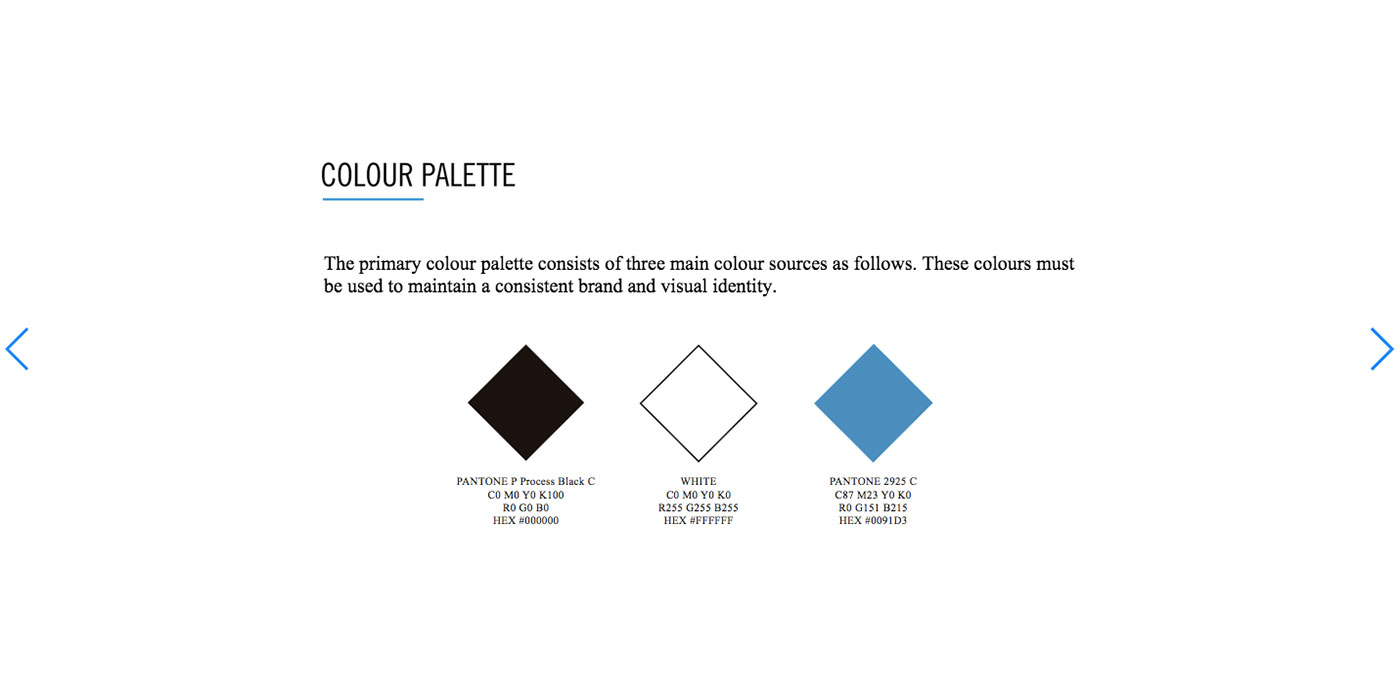 COLOUR PALETTE
The primary colour palette consists of three main colour sources as follows. These colours must
be used to maintain a consistent brand and visual identity.
PANTONE P Process Black C
C0 M0 Y0 K100
R0 G0 B0
HEX #000000
WHITE
C0 M0 Y0 K0
R255 G255 B255
HEX #FFFFFF
PANTONE 2925 C
C87 M23 Y0 K0
R0 G151 B215
HEX #0091D3